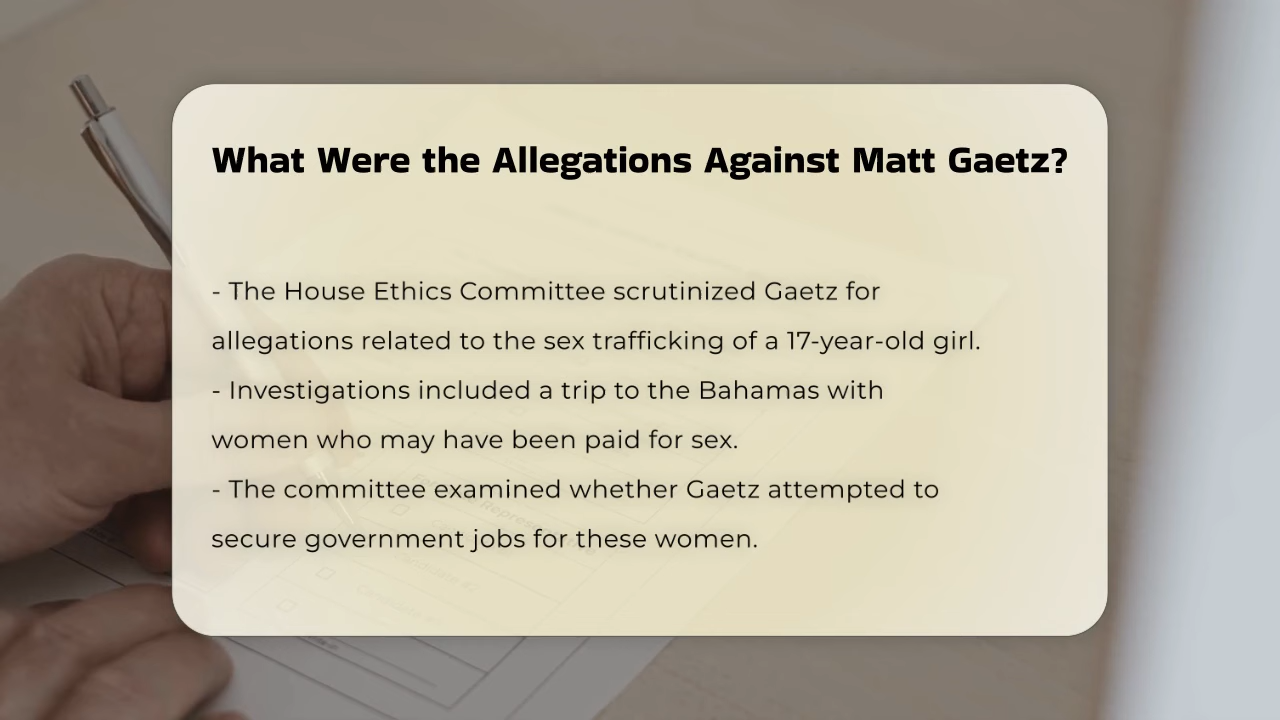 What Were the Allegations Against Matt Gaetz?
- The House Ethics Committee scrutinized Gaetz for
allegations related to the sex trafficking of a 17-year-old girl.
- Investigations included a trip to the Bahamas with
women who may have been paid for sex.
- The committee examined whether Gaetz attempted to
secure government jobs for these women.